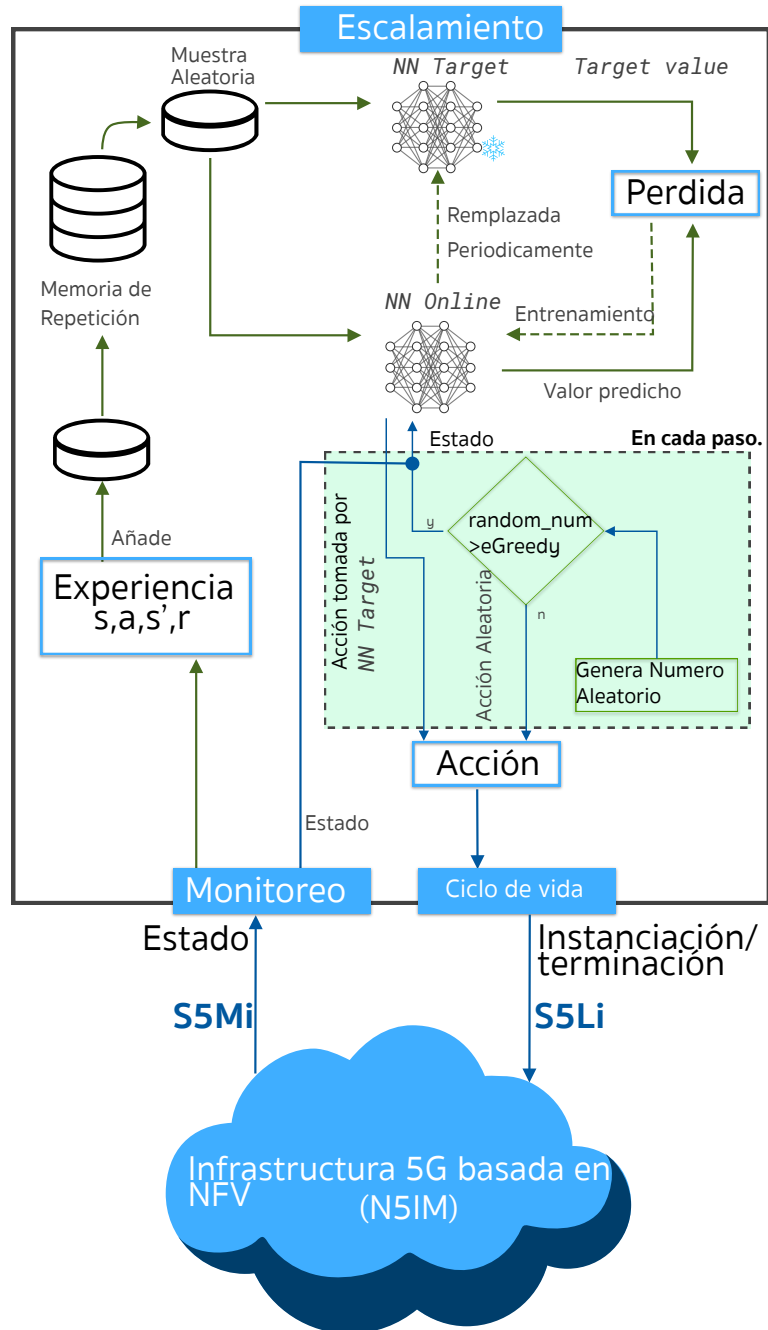 Escalamiento
Muestra
Aleatoria
NN Target
Target value
Perdida
Remplazada
Periodicamente
Memoria de
Repetición
NN Online
Entrenamiento
Valor predicho
Estado
En cada paso.
Añade
Experiencia
s,a,s’,r
y
random_num
>eGreedy
n
Acción tomada por
NN Target
Acción Aleatoria
Genera Numero
Aleatorio
Acción
Estado
Monitoreo
Ciclo de vida
Estado
Instanciación/
terminación
S5Mi
S5Li
Infrastructura 5G basada en
NFV
(N5IM)